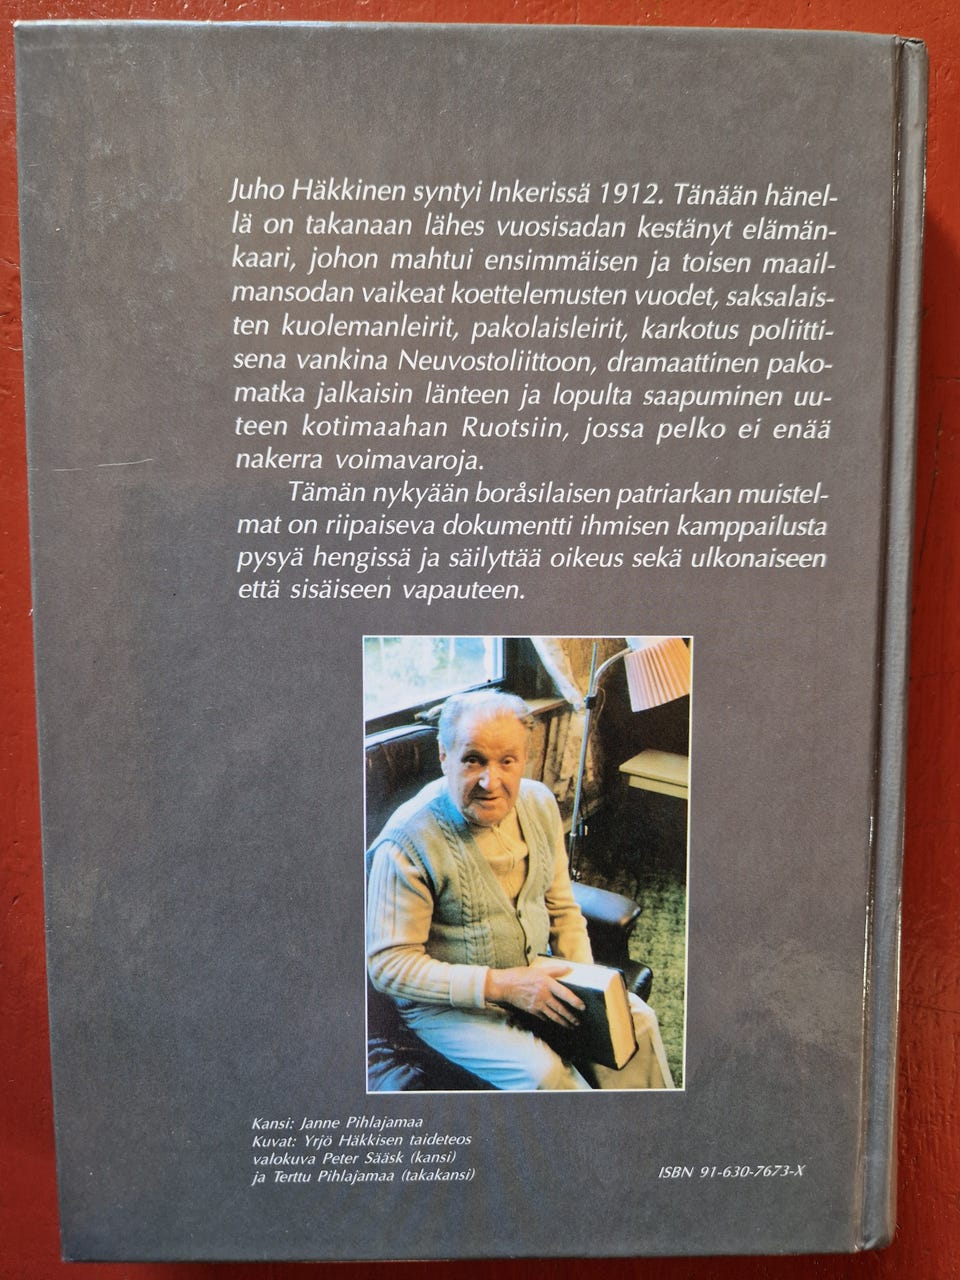 Juho Häkkinen syntyi Inkerissä 1912. Tänään hänel-
lä on takanaan lähes vuosisadan kestänyt elämän-
kaari, johon mahtui ensimmäisen ja toisen maail-
mansodan vaikeat koettelemusten vuodet, saksalais-
ten kuolemanleirit, pakolaisleirit, karkotus poliitti-
sena vankina Neuvostoliittoon, dramaattinen pako-
matka jalkaisin länteen ja lopulta saapuminen uu-
teen kotimaahan Ruotsiin, jossa pelko ei enää
nakerra voimavaroja.
Tämän nykyään boråsilaisen patriarkan muistel-
mat on riipaiseva dokumentti ihmisen kamppailusta
pysyä hengissä ja säilyttää oikeus sekä ulkonaiseen
että sisäiseen vapauteen.
Kansi: Janne Pihlajamaa
Kuvat: Yrjö Häkkisen taideteos
valokuva Peter Sääsk (kansi)
ja Terttu Pihlajamaa (takakansi)
ISBN 91-630-7673-X